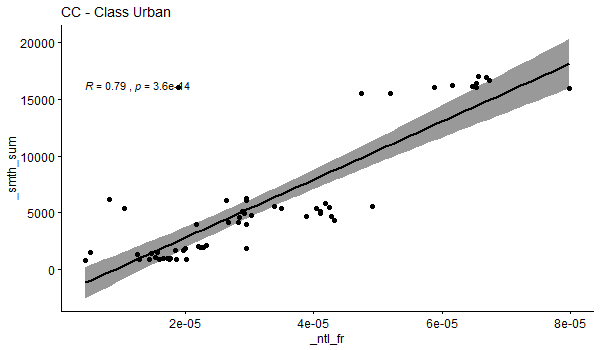 CC - Class Urban
20000
R = 0.79 , p = 3.6e-44
15000
10000
5000
0
_smth_sum
2e-05 4e-05 6e-05 8e-05
_ntl_fr